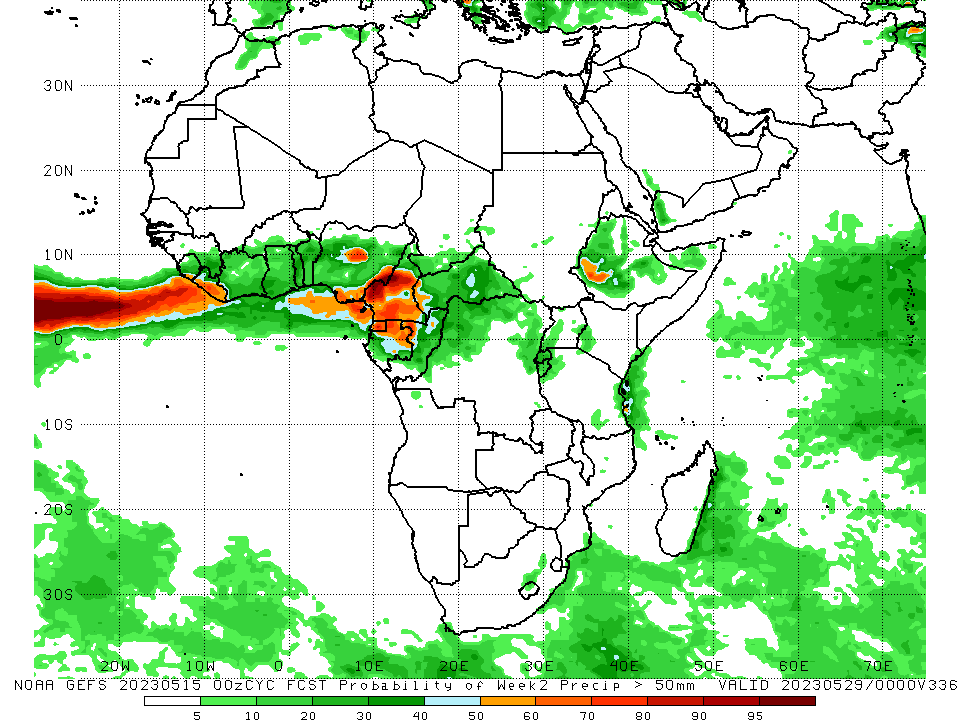 30N
20N
10N
0
10S
20S
30S
20W 10W 0 10E 20E 30E 40E 50E 60E 70E
NOAA GEFS 20230515 00zCYC FCST Probability of Week2 Precip > 50mm VALID 20230529/0000V336
5 10 20 30 40 50 60 70 80 90 95